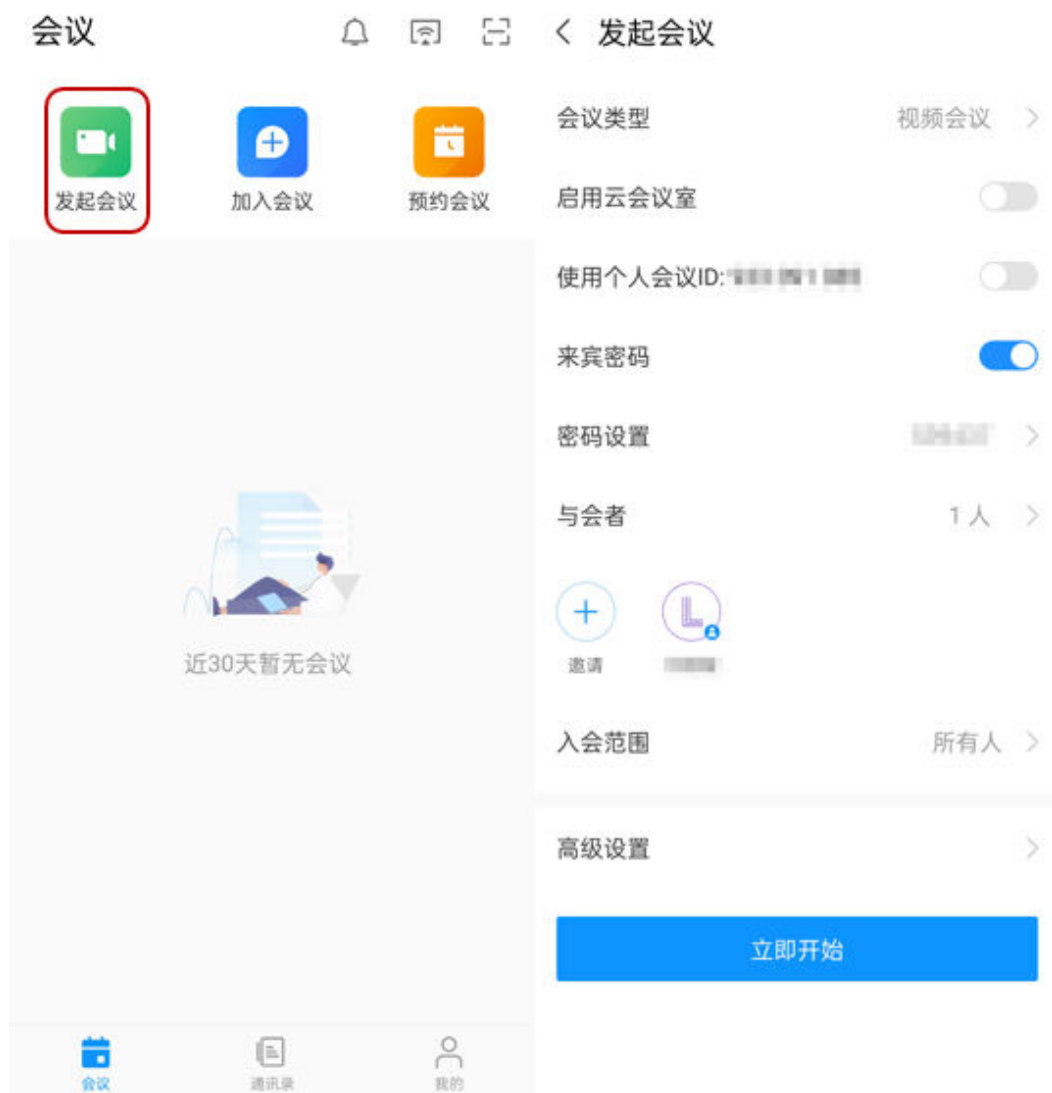 会议
发起会议
加入会议
预约会议
近30天暂无会议
会议
通讯录
我的
发起会议
会议类型
视频会议
启用云会议室
使用个人会议ID:
来宾密码
密码设置
与会者
1人
L
邀请
入会范围
所有人
高级设置
立即开始